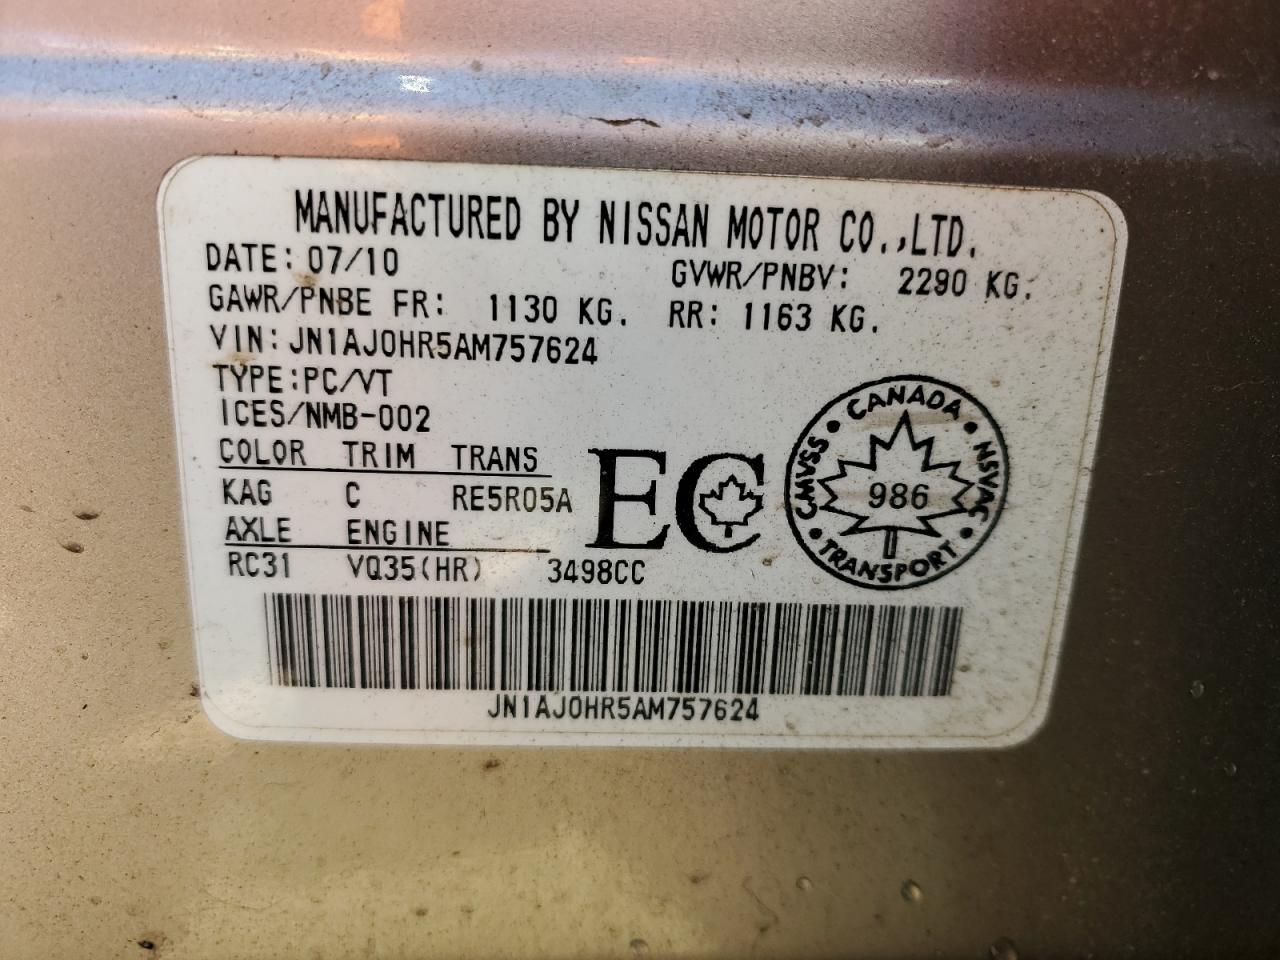 MANUFACTURED BY NISSAN MOTOR CO.,LTD.
DATE: 07/10 GVWR/PNBV: 2290 KG.
GAWR/PNBE FR: 1130 KG. RR: 1163 KG.
VIN: JN1AJ0HR5AM757624
TYPE:PC/VT
ICES/NMB-002
COLOR TRIM TRANS
KAG C RE5R05A
AXLE ENGINE
RC31 VQ35(HR) 3498CC
EC
CANADA
CMVSS
NSVAC
986
TRANSPORT
JN1AJ0HR5AM757624